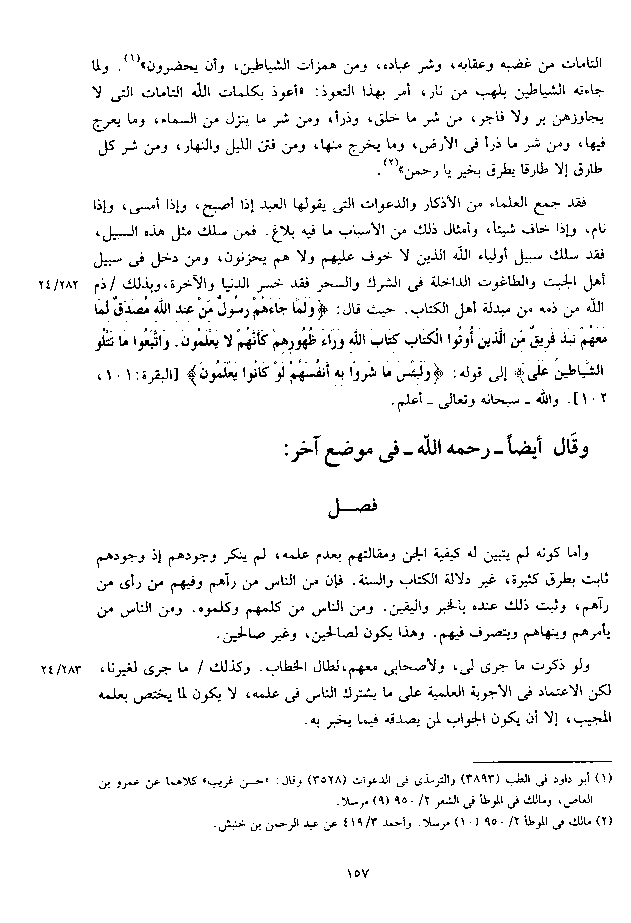 التامات من غضبه وعقابه، وشر عباده، ومن همزات الشياطين، وأن يحضرون»(١). ولما
جاءته الشياطين بلهب من نار، أمر بهذا التعوذ: «أعوذ بكلمات الله التامات التى لا
يجاوزهن بر ولا فاجر، من شر ما خلق، وذرأ، ومن شر ما ينزل من السماء، وما يعرج
فيها، ومن شر ما ذرأ فى الأرض، وما يخرج منها، ومن فتن الليل والنهار، ومن شر كل
طارق إلا طارقا يطرق بخير يا رحمن»(٢).
فقد جمع العلماء من الأذكار والدعوات التى يقولها العبد إذا أصبح، وإذا أمسى، وإذا
نام، وإذا خاف شيئاً، وأمثال ذلك من الأسباب ما فيه بلاغ. فمن سلك مثل هذه السبيل،
فقد سلك سبيل أولياء الله الذين لا خوف عليهم ولا هم يحزنون، ومن دخل فى سبيل
أهل الجبت والطاغوت الداخلة فى الشرك والسحر فقد خسر الدنيا والآخرة،وبذلك / ذم ٢٤/٢٨٢
الله من ذمه من مبدلة أهل الكتاب. حيث قال: ﴿وَلَمَّا جَاءَهُمْ رَسُولٌ مِّنْ عِندِ اللَّهِ مُصَدِّقٌ لِّمَا
مَعَهُمْ نَبَذَ فَرِيقٌ مِّنَ الَّذِينَ أُوتُوا الْكِتَابَ كِتَابَ اللَّهِ وَرَاءَ ظُهُورِهِمْ كَأَنَّهُمْ لا يَعْلَمُونَ. وَاتَّبَعُوا مَا تَتْلُو
الشَّيَاطِينُ عَلَىٰ﴾ إلى قوله: ﴿وَلَبِئْسَ مَا شَرَوْا بِهِ أَنفُسَهُمْ لَوْ كَانُوا يَعْلَمُونَ﴾ [البقرة:١٠١،
١٠٢]. والله ـ سبحانه وتعالى ـ أعلم.
وقال أيضاً ـ رحمه الله ـ فى موضع آخر:
فصــل
وأما كونه لم يتبين له كيفية الجن ومقالتهم بعدم علمه، لم ينكر وجودهم إذ وجودهم
ثابت بطرق كثيرة، غير دلالة الكتاب والسنة. فإن من الناس من رآهم وفيهم من رأى من
رآهم، وثبت ذلك عنده بالخبر واليقين. ومن الناس من كلمهم وكلموه. ومن الناس من
يأمرهم وينهاهم ويتصرف فيهم. وهذا يكون لصالحين، وغير صالحين.
ولو ذكرت ما جرى لى، ولأصحابى معهم،لطال الخطاب. وكذلك / ما جرى لغيرنا، ٢٤/٢٨٣
لكن الاعتماد فى الأجوبة العلمية على ما يشترك الناس فى علمه، لا يكون لما يختص بعلمه
المجيب، إلا أن يكون الجواب لمن يصدقه فيما يخبر به.
(١) أبو داود فى الطب (٣٨٩٣) والترمذى فى الدعوات (٣٥٢٨) وقال: «حسن غريب» كلاهما عن عمرو بن
العاص، ومالك فى الموطأ فى الشعر ٢/ ٩٥٠ (٩) مرسلا.
(٢) مالك فى الموطأ ٢/ ٩٥٠ (١٠) مرسلا. وأحمد ٤١٩/٣ عن عبد الرحمن بن خنبش.
١٥٧